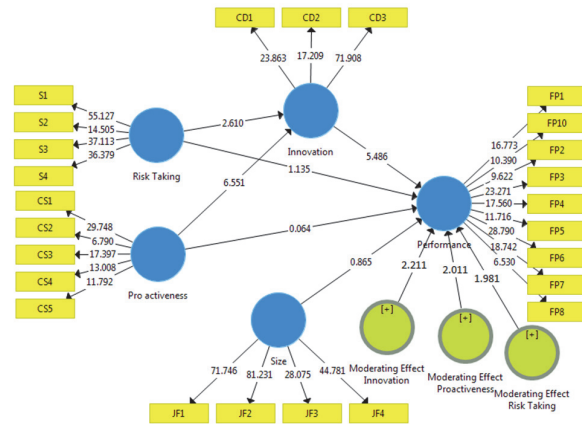 CD1
CD2
CD3
23.863
17.209
71.908
Innovation
S1
S2
S3
S4
55.127
14.505
37.113
36.379
Risk Taking
2.610
1.135
5.486
6.551
0.064
0.865
CS1
CS2
CS3
CS4
CS5
29.748
6.790
17.397
13.008
11.792
Pro activeness
Performance
16.773
10.390
9.622
23.271
17.560
11.716
28.790
18.742
6.530
FP1
FP10
FP2
FP3
FP4
FP5
FP6
FP7
FP8
2.211
2.011
1.981
[+]
Moderating Effect
Innovation
[+]
Moderating Effect
Proactiveness
[+]
Moderating Effect
Risk Taking
Size
71.746
81.231
28.075
44.781
JF1
JF2
JF3
JF4